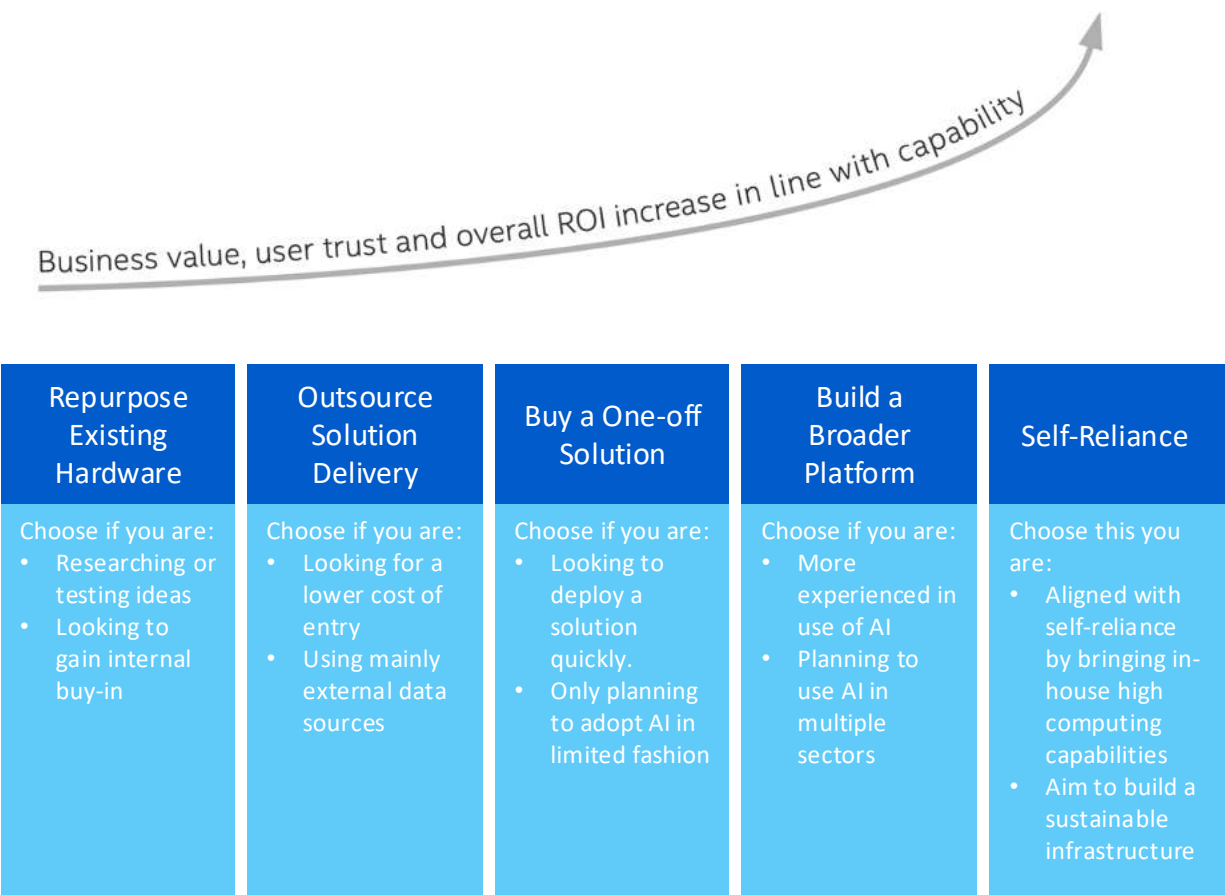 Business value, user trust and overall ROI increase in line with capability
Repurpose
Existing
Hardware
Choose if you are:
• Researching or
testing ideas
• Looking to
gain internal
buy-in
Outsource
Solution
Delivery
Choose if you are:
• Looking for a
lower cost of
entry
• Using mainly
external data
sources
Buy a One-off
Solution
Choose if you are:
• Looking to
deploy a
solution
quickly.
• Only planning
to adopt AI in
limited fashion
Build a
Broader
Platform
Choose if you are:
• More
experienced in
use of AI
• Planning to
use AI in
multiple
sectors
Self-Reliance
Choose this you
are:
• Aligned with
self-reliance
by bringing in-
house high
computing
capabilities
• Aim to build a
sustainable
infrastructure